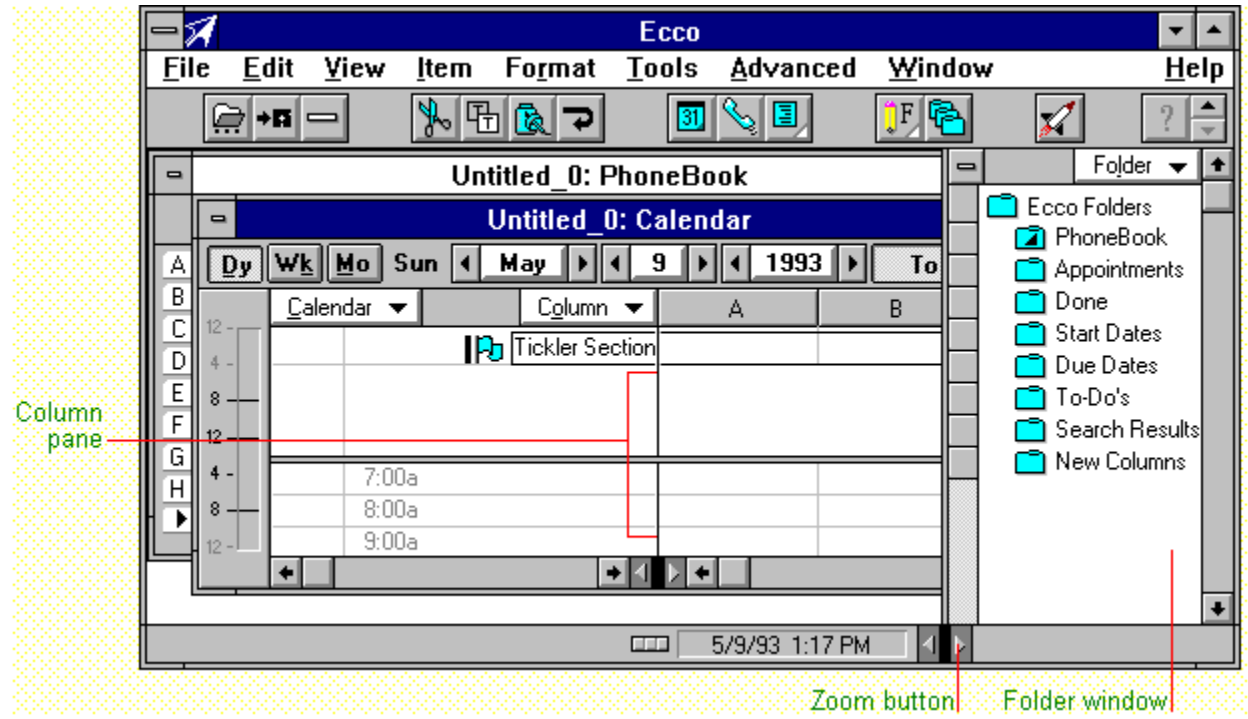 Ecco
File Edit View Item Format Tools Advanced Window Help
31 F ?
Untitled_0: PhoneBook
Folder
Untitled_0: Calendar
Dy Wk Mo Sun May 9 1993 To
Calendar Column A B
Tickler Section
A
B
C
D
E
F
G
H
12
4
8
12
4
8
12
7:00a
8:00a
9:00a
Ecco Folders
PhoneBook
Appointments
Done
Start Dates
Due Dates
To-Do's
Search Results
New Columns
5/9/93 1:17 PM
Column
pane
Zoom button
Folder window